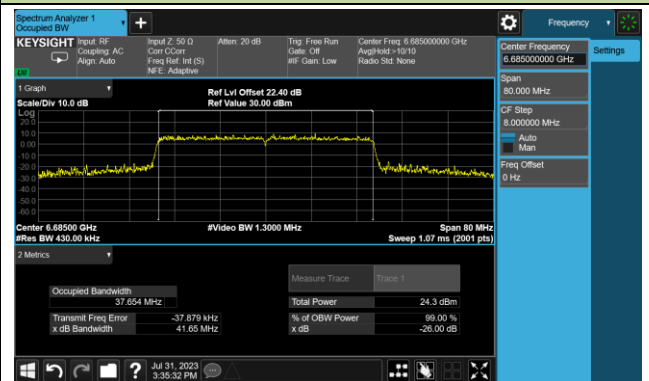 Spectrum Analyzer 1
Occupied BW
+
Frequency
KEYSIGHT
Input: RF
Coupling: AC
Align: Auto
Input Z: 50 Ω
Corr CCorr
Freq Ref: Int (S)
NFE: Adaptive
Atten: 20 dB
Trig: Free Run
Gate: Off
#IF Gain: Low
Center Freq: 6.685000000 GHz
Avg|Hold:>10/10
Radio Std: None
Center Frequency
6.685000000 GHz
Settings
Span
80.000 MHz
CF Step
8.000000 MHz
Auto
Man
Freq Offset
0 Hz
1 Graph
Scale/Div 10.0 dB
Ref Lvl Offset 22.40 dB
Ref Value 30.00 dBm
Log
20.0
10.0
0.00
-10.0
-20.0
-30.0
-40.0
-50.0
-60.0
Center 6.68500 GHz
#Res BW 430.00 kHz
#Video BW 1.3000 MHz
Span 80 MHz
Sweep 1.07 ms (2001 pts)
2 Metrics
Measure Trace
Trace 1
Occupied Bandwidth
37.654 MHz
Total Power
24.3 dBm
Transmit Freq Error
-37.879 kHz
% of OBW Power
99.00 %
x dB Bandwidth
41.65 MHz
x dB
-26.00 dB
?
Jul 31, 2023
3:35:32 PM